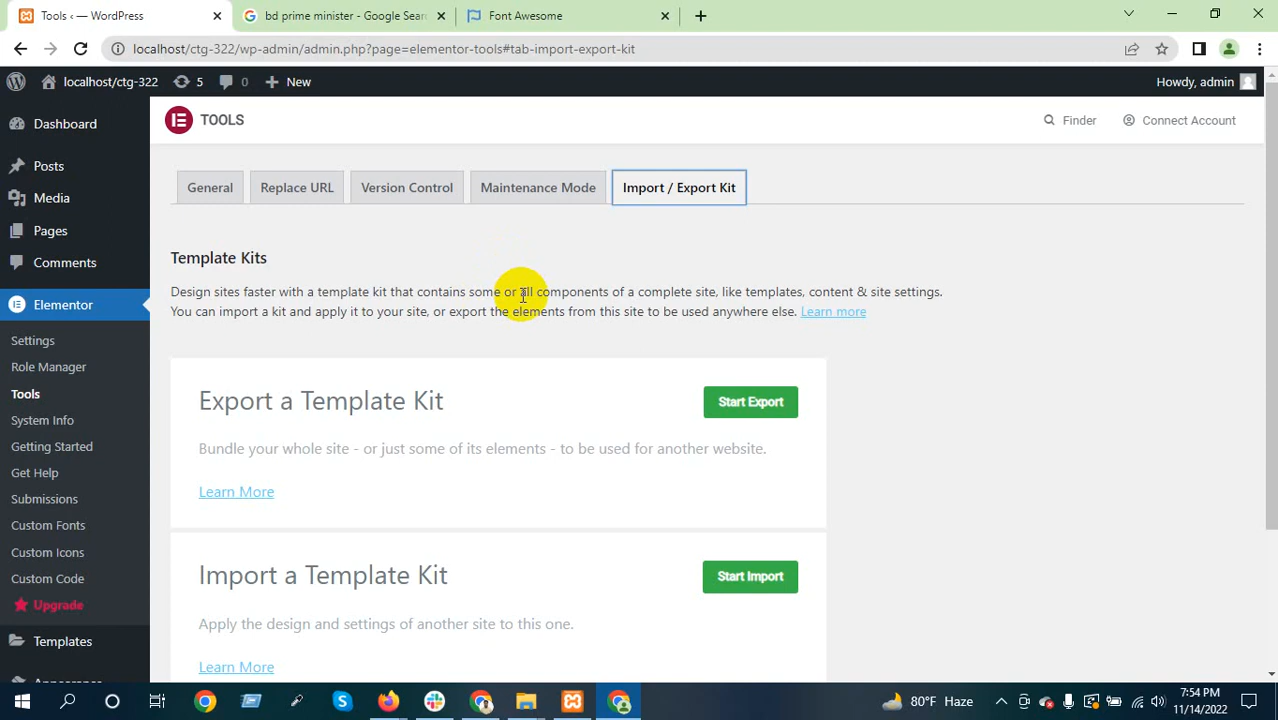 Tools ‹ — WordPress
bd prime minister - Google Sear
Font Awesome
localhost/ctg-322/wp-admin/admin.php?page=elementor-tools#tab-import-export-kit
localhost/ctg-322
5
0
New
Howdy, admin
Dashboard
Posts
Media
Pages
Comments
Elementor
Settings
Role Manager
Tools
System Info
Getting Started
Get Help
Submissions
Custom Fonts
Custom Icons
Custom Code
Upgrade
Templates
Appearance
TOOLS
Finder
Connect Account
General
Replace URL
Version Control
Maintenance Mode
Import / Export Kit
Template Kits
Design sites faster with a template kit that contains some or all components of a complete site, like templates, content & site settings.
You can import a kit and apply it to your site, or export the elements from this site to be used anywhere else. Learn more
Export a Template Kit
Start Export
Bundle your whole site - or just some of its elements - to be used for another website.
Learn More
Import a Template Kit
Start Import
Apply the design and settings of another site to this one.
Learn More
80°F Haze
7:54 PM
11/14/2022